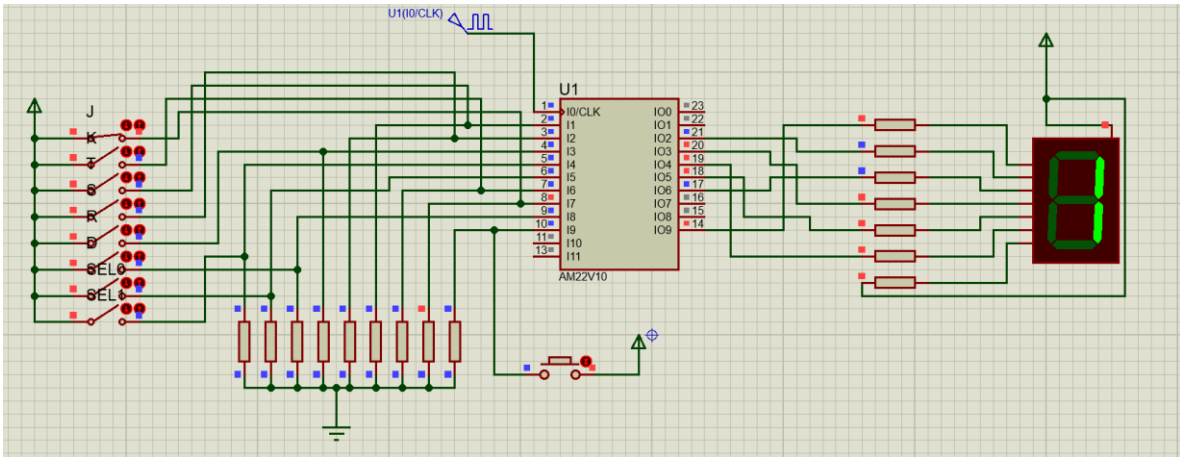 U1(I0/CLK)
J
K
T
S
R
D
SEL0
SEL1
U1
1
2
3
4
5
6
7
8
9
10
11
13
I0/CLK
I1
I2
I3
I4
I5
I6
I7
I8
I9
I10
I11
IO0
IO1
IO2
IO3
IO4
IO5
IO6
IO7
IO8
IO9
23
22
21
20
19
18
17
16
15
14
AM22V10
1